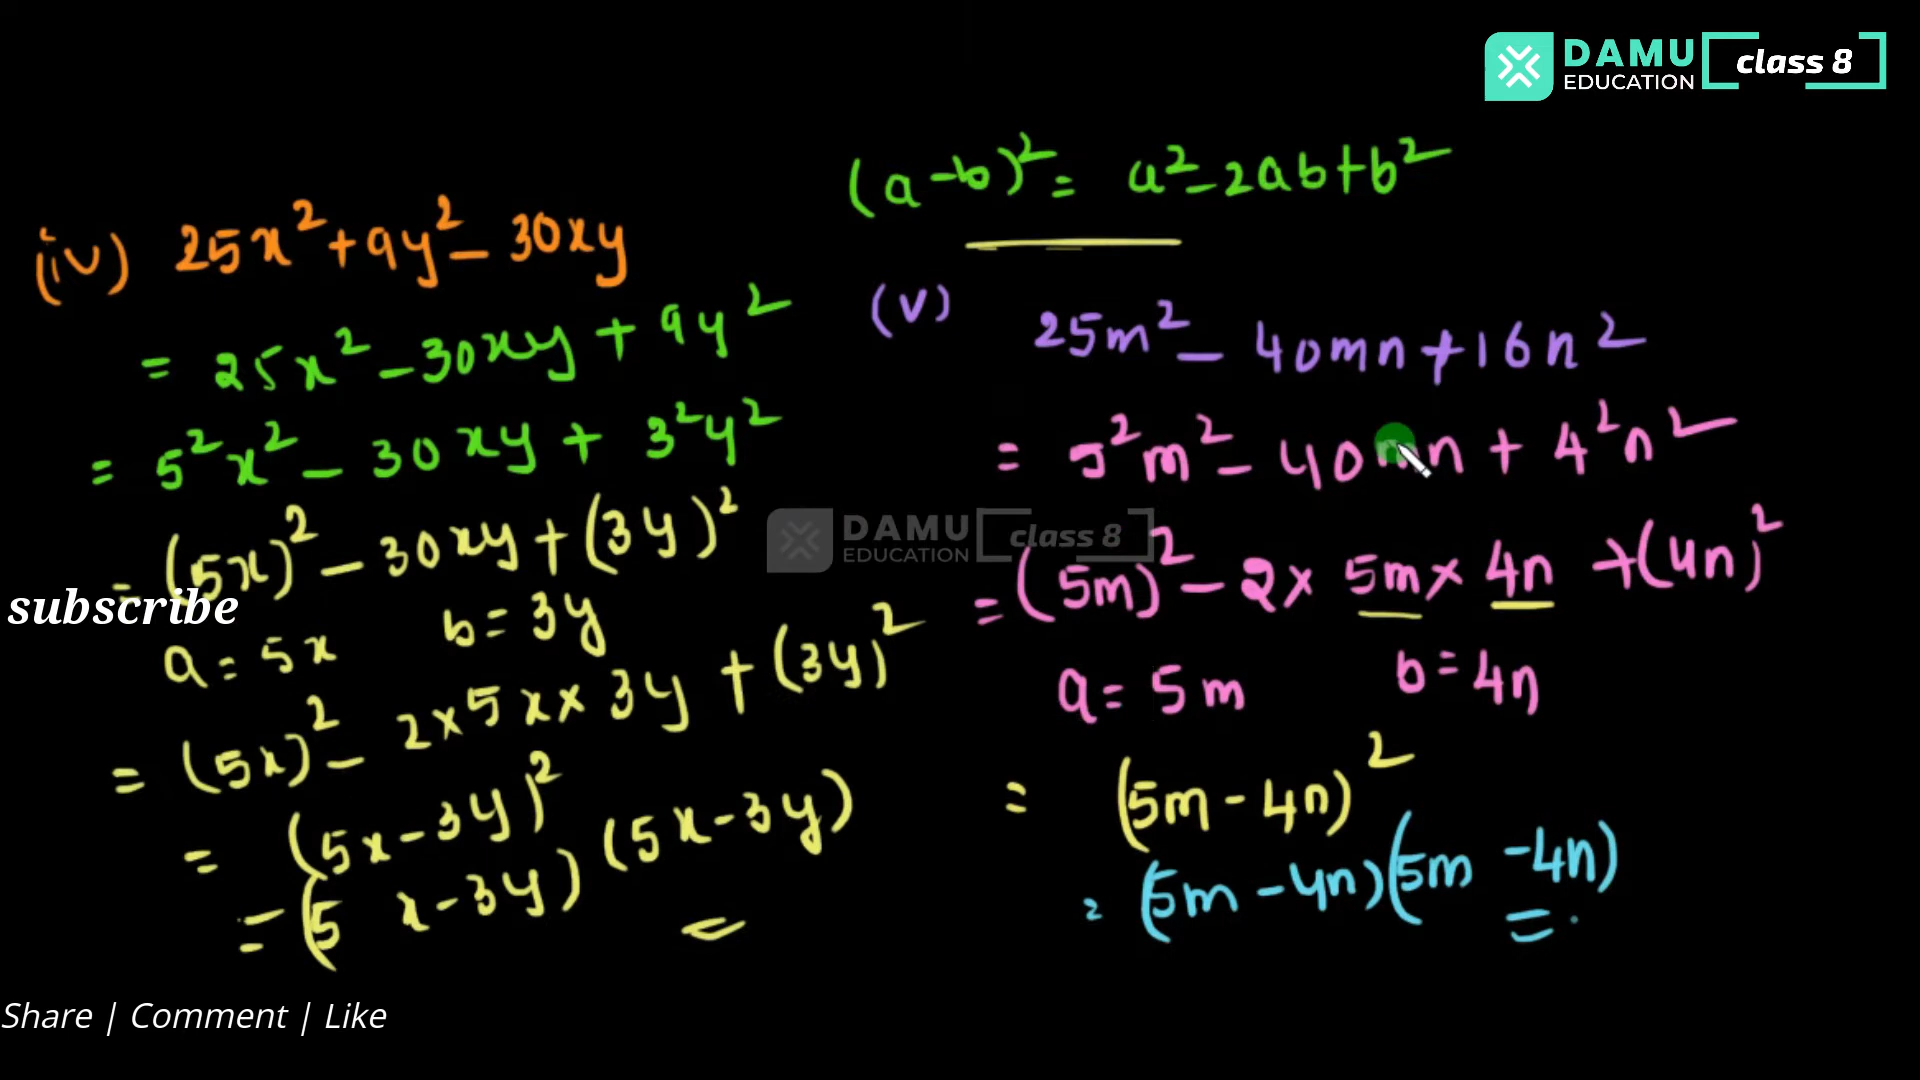 DAMU
EDUCATION
class 8
(a-b)² = a²-2ab+b²
(iv) 25x²+9y²-30xy
= 25x²-30xy+9y²
= 5²x²-30xy+3²y²
= (5x)²-30xy+(3y)²
subscribe
a=5x b=3y
= (5x)²-2×5x×3y+(3y)²
= (5x-3y)²
= (5x-3y)(5x-3y)
(v) 25m²-40mn+16n²
= 5²m²-40mn+4²n²
DAMU
EDUCATION
class 8
= (5m)²-2×5m×4n+(4n)²
a=5m b=4n
= (5m-4n)²
= (5m-4n)(5m-4n)
Share | Comment | Like